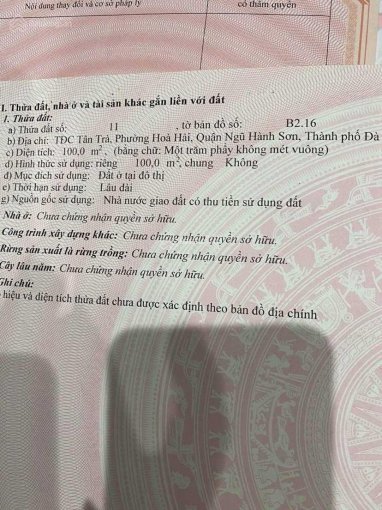 Nội dung thay đổi và cơ sở pháp lý
có thẩm quyền
I. Thửa đất, nhà ở và tài sản khác gắn liền với đất
1. Thửa đất:
a) Thửa đất số: 11 , tờ bản đồ số: B2.16
b) Địa chỉ: TĐC Tân Trà, Phường Hoà Hải, Quận Ngũ Hành Sơn, Thành phố Đà
c) Diện tích: 100,0 m², (bằng chữ: Một trăm phẩy không mét vuông)
d) Hình thức sử dụng: riêng 100,0 m², chung Không
đ) Mục đích sử dụng: Đất ở tại đô thị
e) Thời hạn sử dụng: Lâu dài
g) Nguồn gốc sử dụng: Nhà nước giao đất có thu tiền sử dụng đất
Nhà ở: Chưa chứng nhận quyền sở hữu.
Công trình xây dựng khác: Chưa chứng nhận quyền sở hữu.
Rừng sản xuất là rừng trồng: Chưa chứng nhận quyền sở hữu.
Cây lâu năm: Chưa chứng nhận quyền sở hữu.
Ghi chú:
hiệu và diện tích thửa đất chưa được xác định theo bản đồ địa chính